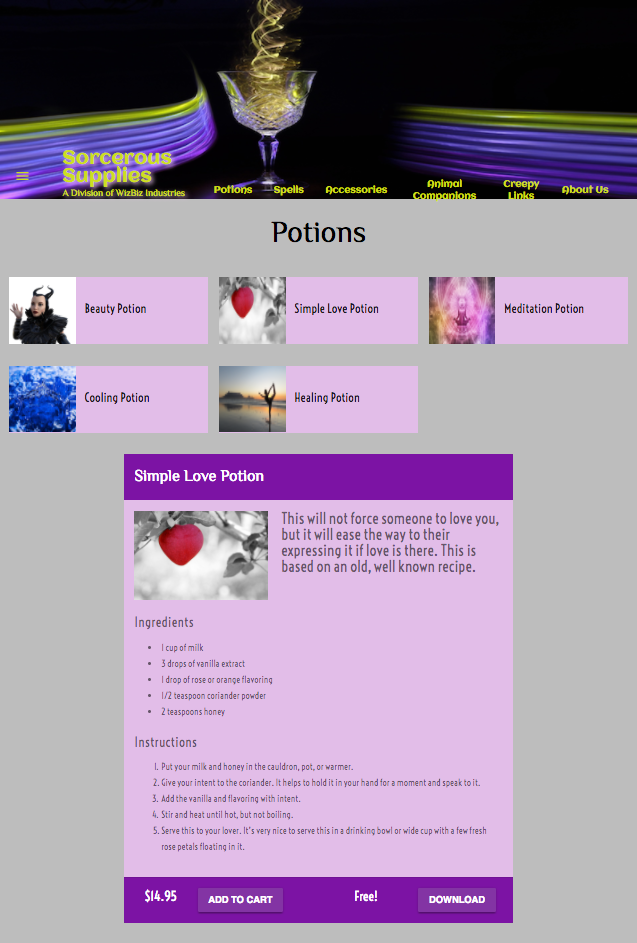 Sorcerous
Supplies
A Division of WizBiz Industries
Potions
Spells
Accessories
Animal
Companions
Creepy
Links
About Us
Potions
Beauty Potion
Simple Love Potion
Meditation Potion
Cooling Potion
Healing Potion
Simple Love Potion
This will not force someone to love you,
but it will ease the way to their
expressing it if love is there. This is
based on an old, well known recipe.
Ingredients
• 1 cup of milk
• 3 drops of vanilla extract
• 1 drop of rose or orange flavoring
• 1/2 teaspoon coriander powder
• 2 teaspoons honey
Instructions
1. Put your milk and honey in the cauldron, pot, or warmer.
2. Give your intent to the coriander. It helps to hold it in your hand for a moment and speak to it.
3. Add the vanilla and flavoring with intent.
4. Stir and heat until hot, but not boiling.
5. Serve this to your lover. It's very nice to serve this in a drinking bowl or wide cup with a few fresh
rose petals floating in it.
$14.95
ADD TO CART
Free!
DOWNLOAD